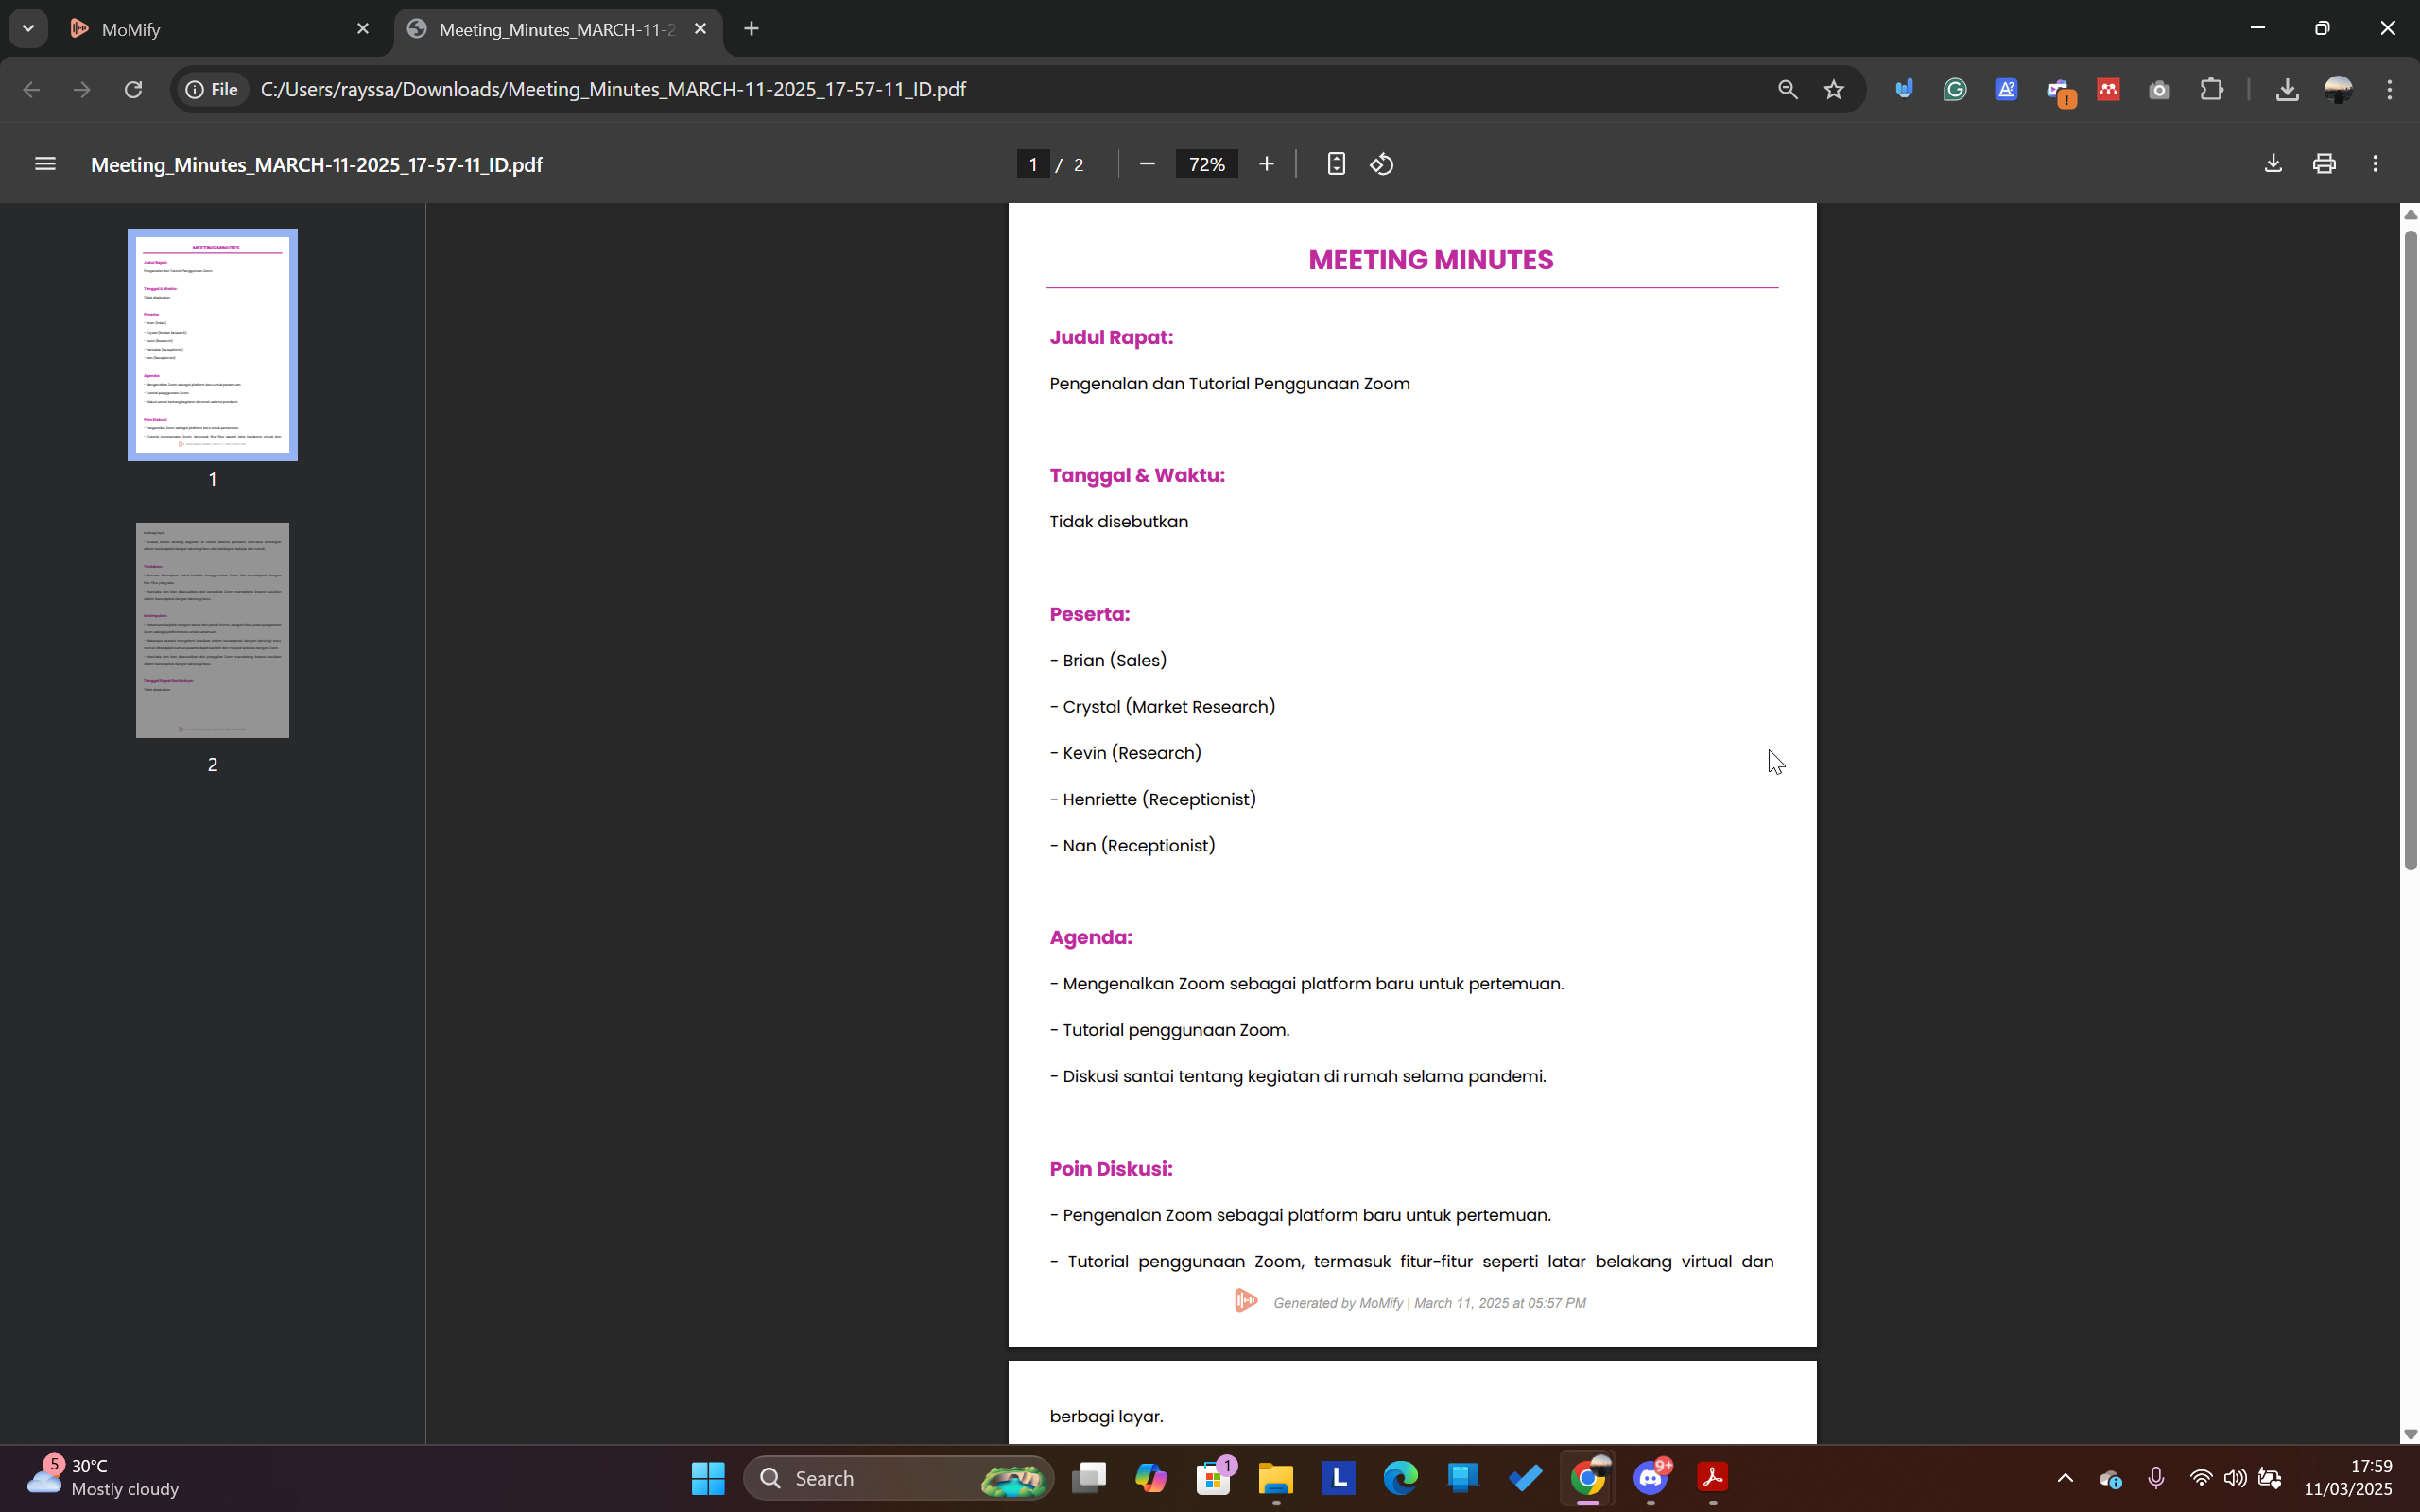 MoMify
Meeting_Minutes_MARCH-11-2
File
C:/Users/rayssa/Downloads/Meeting_Minutes_MARCH-11-2025_17-57-11_ID.pdf
Meeting_Minutes_MARCH-11-2025_17-57-11_ID.pdf
1 / 2
72%
1
2
MEETING MINUTES
Judul Rapat:
Pengenalan dan Tutorial Penggunaan Zoom
Tanggal & Waktu:
Tidak disebutkan
Peserta:
- Brian (Sales)
- Crystal (Market Research)
- Kevin (Research)
- Henriette (Receptionist)
- Nan (Receptionist)
Agenda:
- Mengenalkan Zoom sebagai platform baru untuk pertemuan.
- Tutorial penggunaan Zoom.
- Diskusi santai tentang kegiatan di rumah selama pandemi.
Poin Diskusi:
- Pengenalan Zoom sebagai platform baru untuk pertemuan.
- Tutorial penggunaan Zoom, termasuk fitur-fitur seperti latar belakang virtual dan
Generated by MoMify | March 11, 2025 at 05:57 PM
berbagi layar.
5
30°C
Mostly cloudy
Search
1
L
9+
17:59
11/03/2025